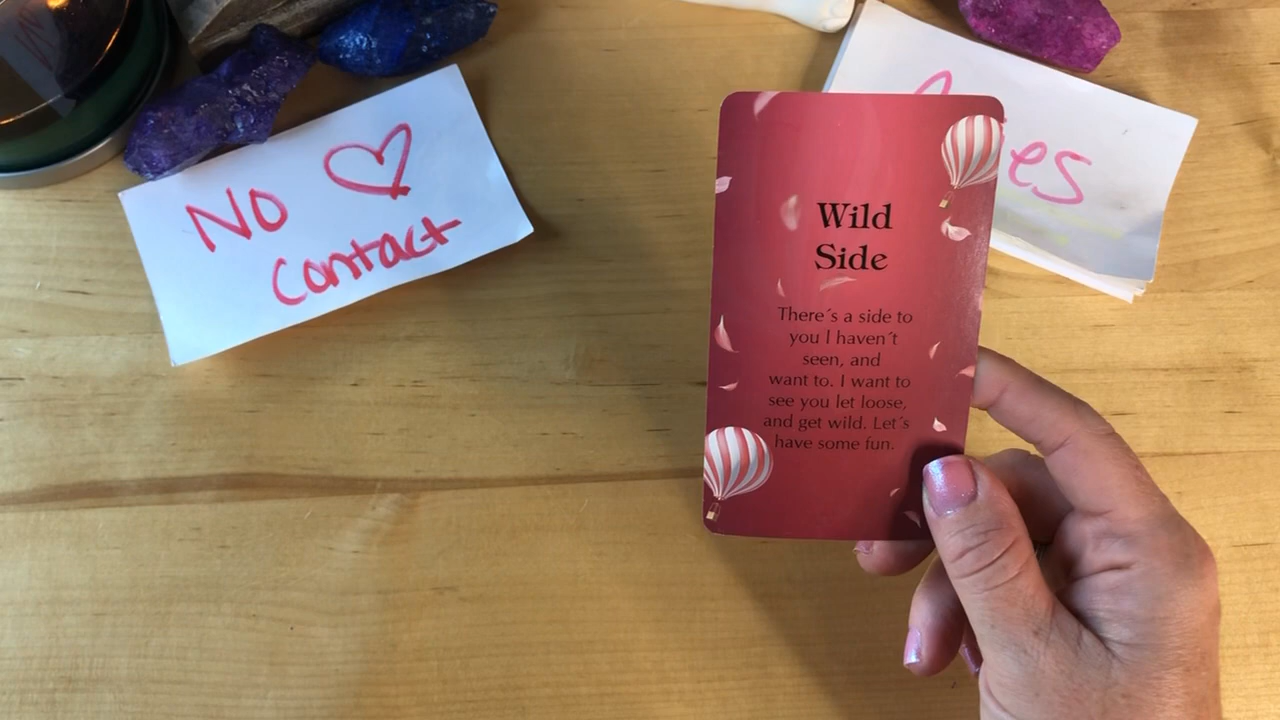 No
contact
Wild
Side
There´s a side to
you I haven´t
seen, and
want to. I want to
see you let loose,
and get wild. Let´s
have some fun.